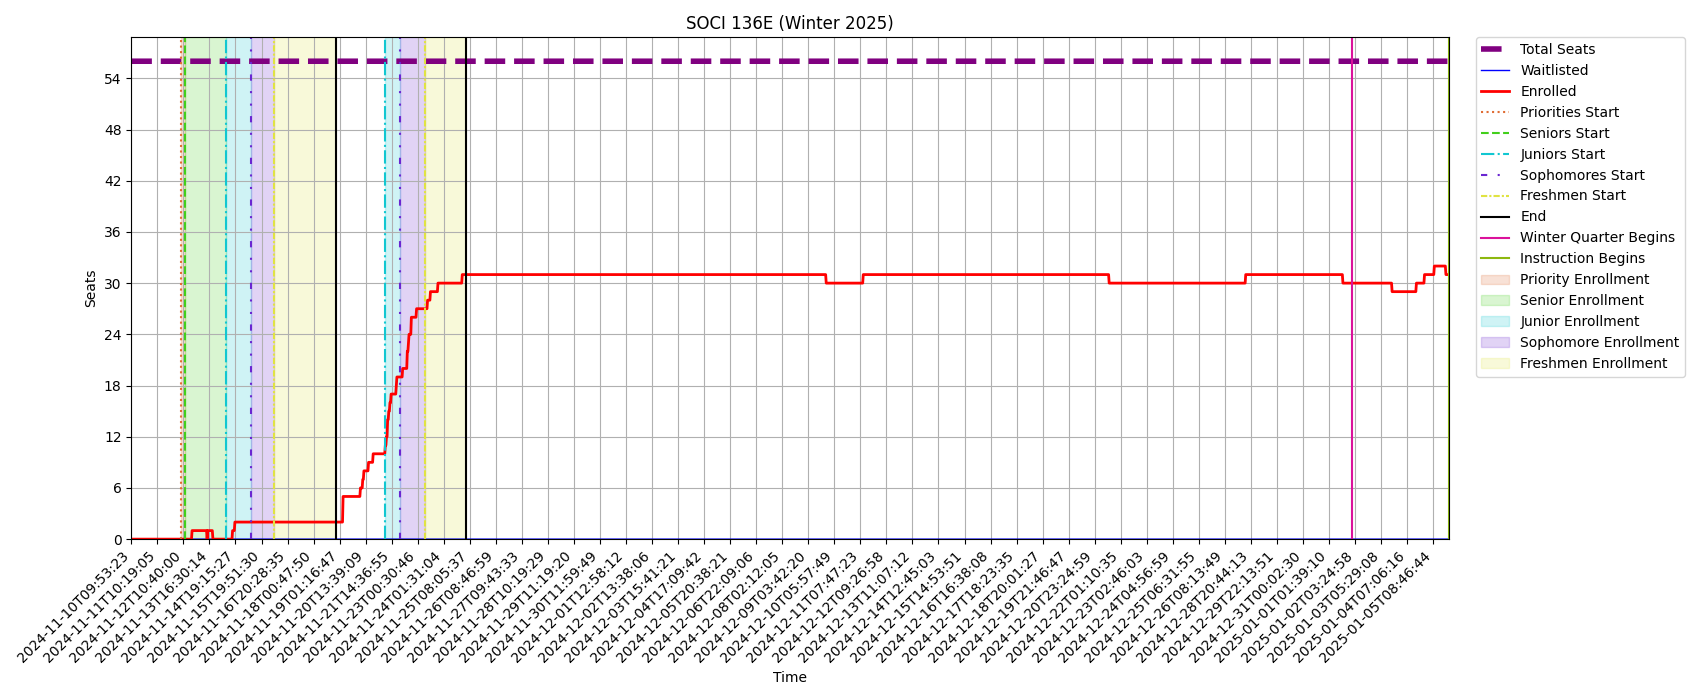 SOCI 136E (Winter 2025)
Seats
54
48
42
36
30
24
18
12
6
0
2024-11-10T09:53:23
2024-11-11T10:19:05
2024-11-12T10:40:00
2024-11-13T16:30:14
2024-11-14T19:15:27
2024-11-15T19:51:30
2024-11-16T20:28:35
2024-11-18T00:47:50
2024-11-19T01:16:47
2024-11-20T13:39:09
2024-11-21T14:36:55
2024-11-23T00:30:46
2024-11-24T01:31:04
2024-11-25T08:05:37
2024-11-26T08:46:59
2024-11-27T09:43:33
2024-11-28T10:19:29
2024-11-29T11:19:20
2024-11-30T11:59:49
2024-12-01T12:58:12
2024-12-02T13:38:06
2024-12-03T15:41:21
2024-12-04T17:09:42
2024-12-05T20:38:21
2024-12-06T22:09:06
2024-12-08T02:12:05
2024-12-09T03:42:20
2024-12-10T05:57:49
2024-12-11T07:47:23
2024-12-12T09:26:58
2024-12-13T11:07:12
2024-12-14T12:45:03
2024-12-15T14:53:51
2024-12-16T16:38:08
2024-12-17T18:23:35
2024-12-18T20:01:27
2024-12-19T21:46:47
2024-12-20T23:24:59
2024-12-22T01:10:35
2024-12-23T02:46:03
2024-12-24T04:56:59
2024-12-25T06:31:55
2024-12-26T08:13:49
2024-12-28T20:44:13
2024-12-29T22:13:51
2024-12-31T00:02:30
2025-01-01T01:39:10
2025-01-02T03:24:58
2025-01-03T05:29:08
2025-01-04T07:06:16
2025-01-05T08:46:44
Time
Total Seats
Waitlisted
Enrolled
Priorities Start
Seniors Start
Juniors Start
Sophomores Start
Freshmen Start
End
Winter Quarter Begins
Instruction Begins
Priority Enrollment
Senior Enrollment
Junior Enrollment
Sophomore Enrollment
Freshmen Enrollment